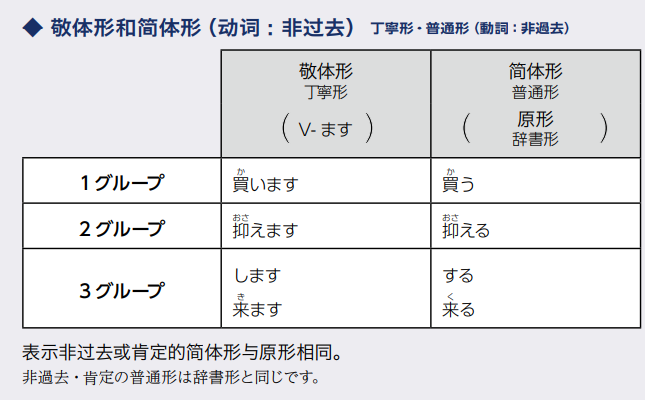 ◆ 敬体形和简体形（动词：非过去） 丁寧形・普通形（動詞：非過去）
敬体形 简体形
丁寧形 普通形
（ V- ます ） （ 原形 ）
辞書形
1 グループ 買います 買う
か か
2 グループ 抑えます 抑える
おさ おさ
3 グループ します する
来ます 来る
き く
表示非过去或肯定的简体形与原形相同。
非過去・肯定の普通形は辞書形と同じです。